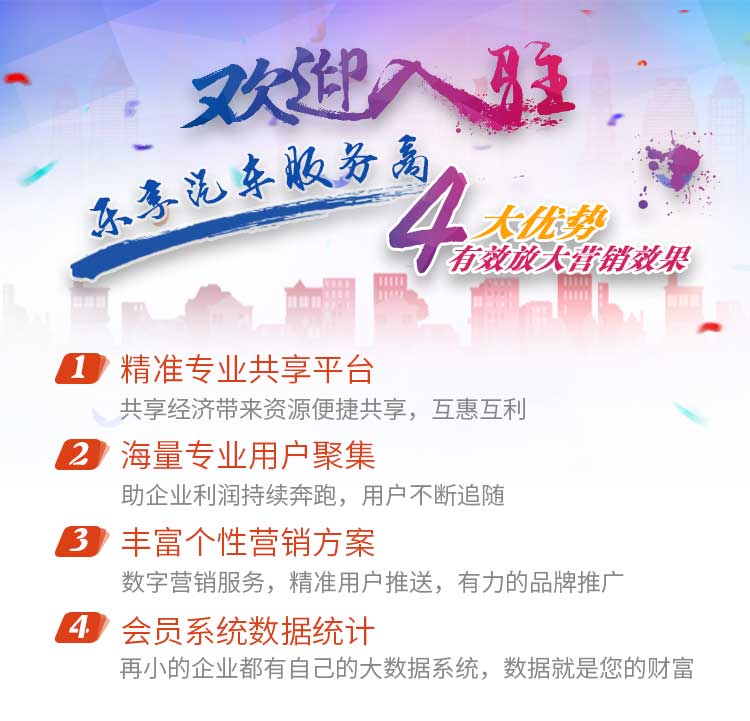 欢迎入驻
乐享汽车服务商
4大优势
有效放大营销效果
1 精准专业共享平台
共享经济带来资源便捷共享，互惠互利
2 海量专业用户聚集
助企业利润持续奔跑，用户不断追随
3 丰富个性营销方案
数字营销服务，精准用户推送，有力的品牌推广
4 会员系统数据统计
再小的企业都有自己的大数据系统，数据就是您的财富